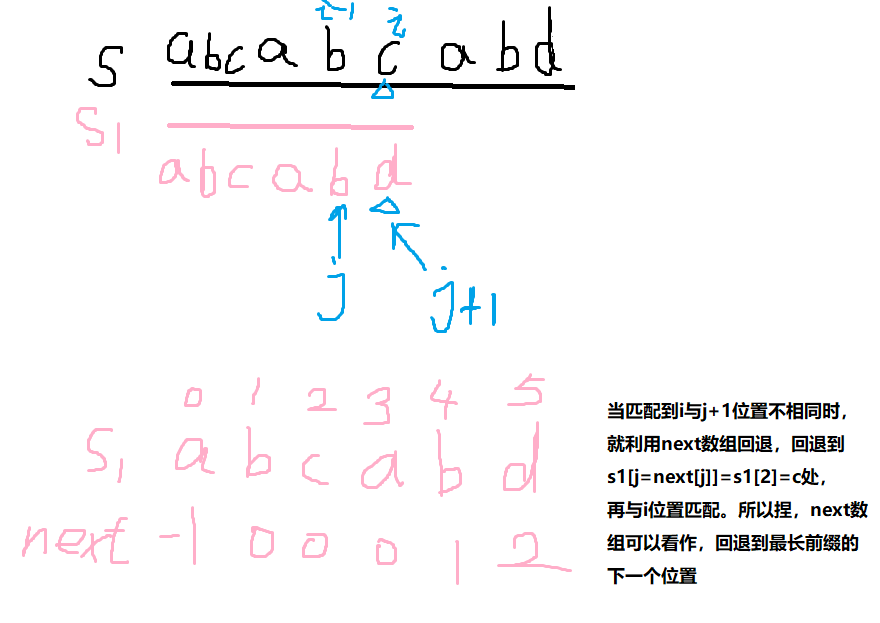 i-1 i
S abcabcabd
S1
abcabd
j
j+1
0 1 2 3 4 5
S1 a b c a b d
next -1 0 0 0 1 2
当匹配到i与j+1位置不相同时，
就利用next数组回退，回退到
s1[j=next[j]]=s1[2]=c处，
再与i位置匹配。所以捏，next数
组可以看作，回退到最长前缀的
下一个位置